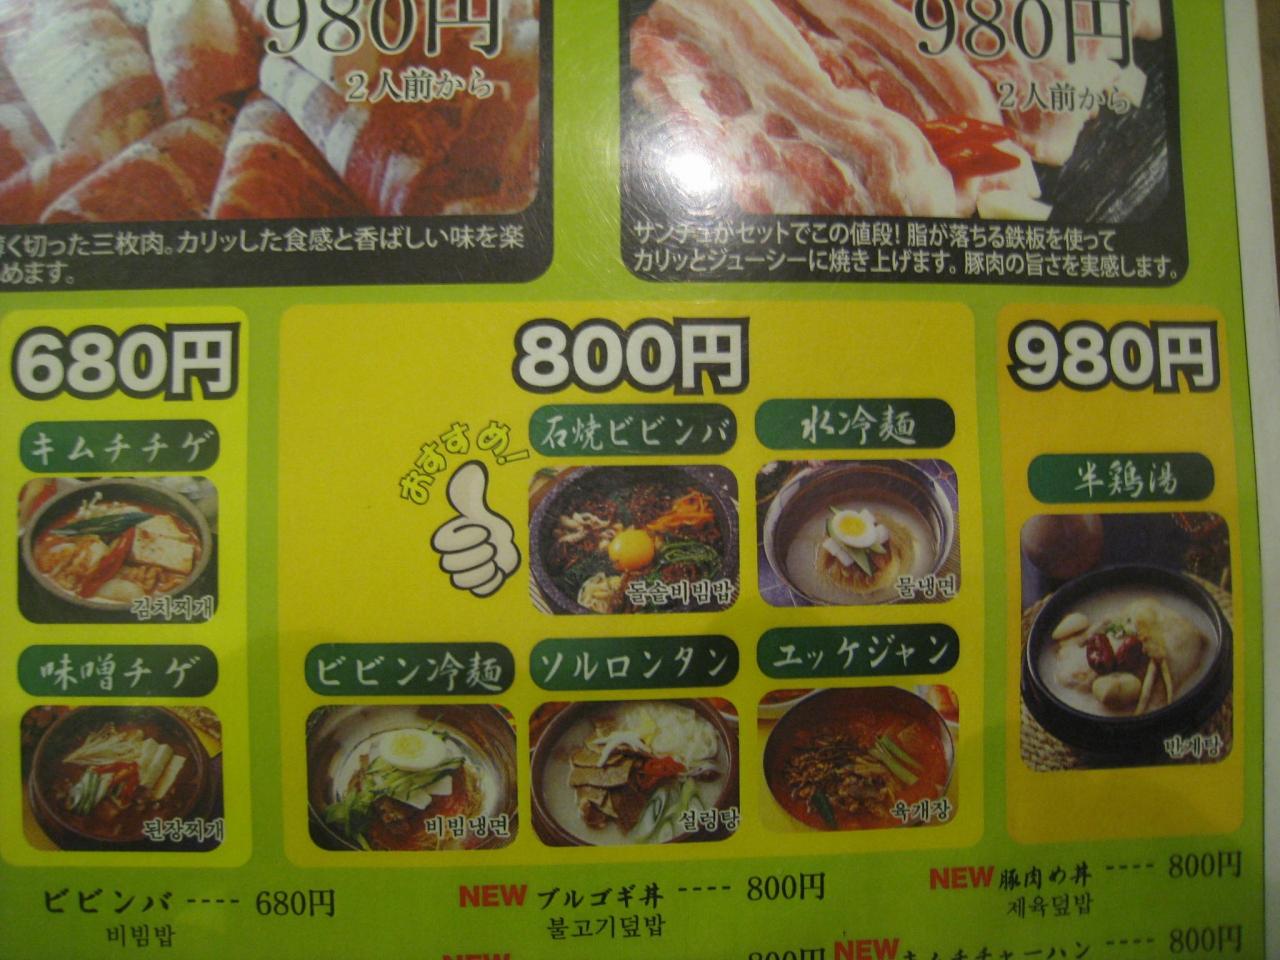 980円
2人前から
980円
2人前から
く切った三枚肉。カリッした食感と香ばしい味を楽
めます。
サンチュがセットでこの値段! 脂が落ちる鉄板を使って
カリッとジューシーに焼き上げます。豚肉の旨さを実感します。
680円
キムチチゲ
김치찌개
味噌チゲ
된장찌개
800円
おすすめ!
石焼ビビンバ
돌솥비빔밥
水冷麺
물냉면
ビビン冷麺
비빔냉면
ソルロンタン
설렁탕
ユッケジャン
육개장
980円
半鶏湯
반계탕
ビビンバ ---- 680円
비빔밥
NEW ブルゴギ丼 ---- 800円
불고기덮밥
NEW 豚肉め丼 ---- 800円
제육덮밥
NEW
800円
NEW キムチチャーハン ---- 800円